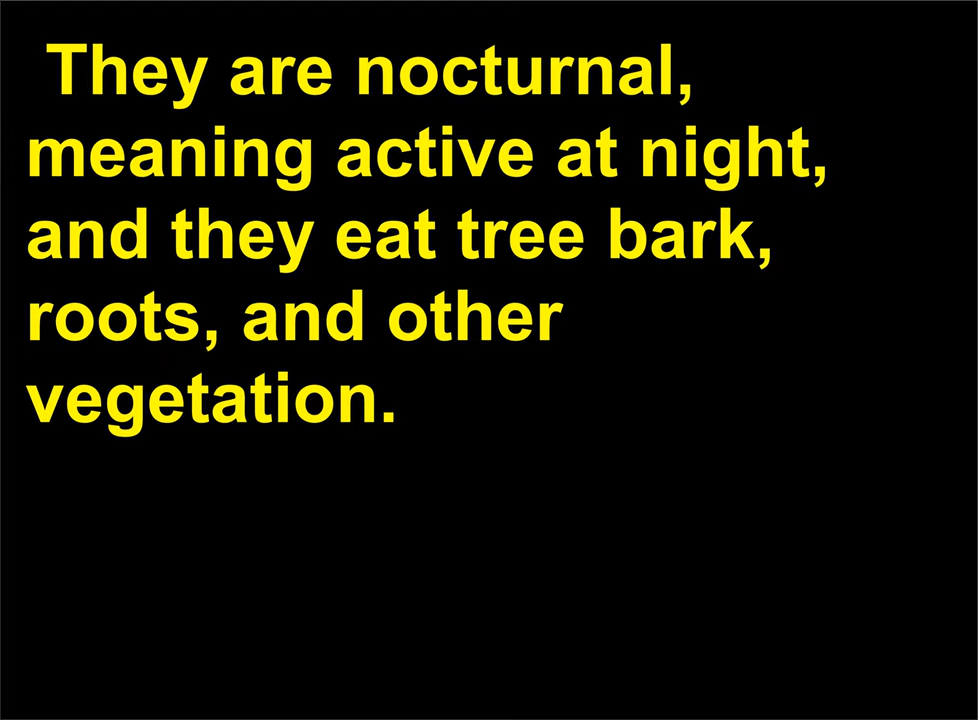 They are nocturnal,
meaning active at night,
and they eat tree bark,
roots, and other
vegetation.